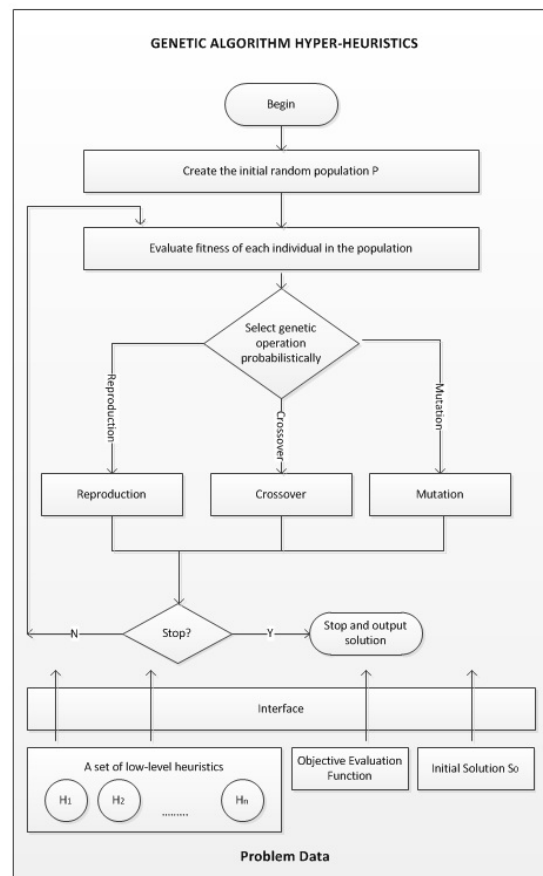 GENETIC ALGORITHM HYPER-HEURISTICS
Begin
Create the initial random population P
Evaluate fitness of each individual in the population
Select genetic
operation
probabilistically
Reproduction
Crossover
Mutation
Reproduction
Crossover
Mutation
Stop?
N
Y
Stop and output
solution
Interface
A set of low-level heuristics
H1
H2
.........
Hn
Objective Evaluation
Function
Initial Solution S0
Problem Data